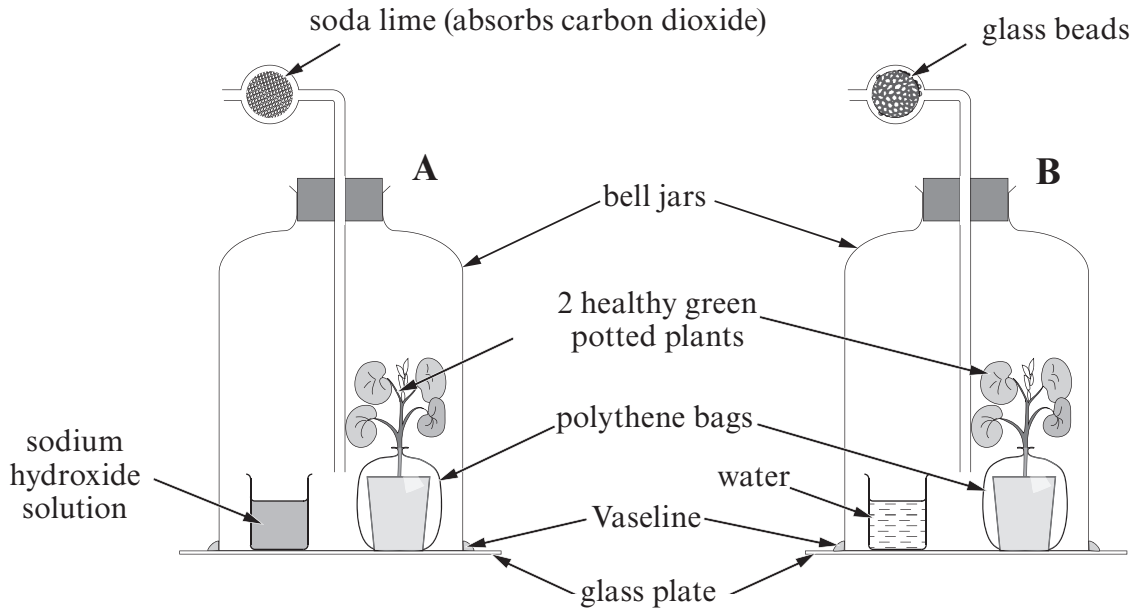 soda lime (absorbs carbon dioxide)
glass beads
A
B
bell jars
2 healthy green
potted plants
polythene bags
sodium
hydroxide
solution
water
Vaseline
glass plate